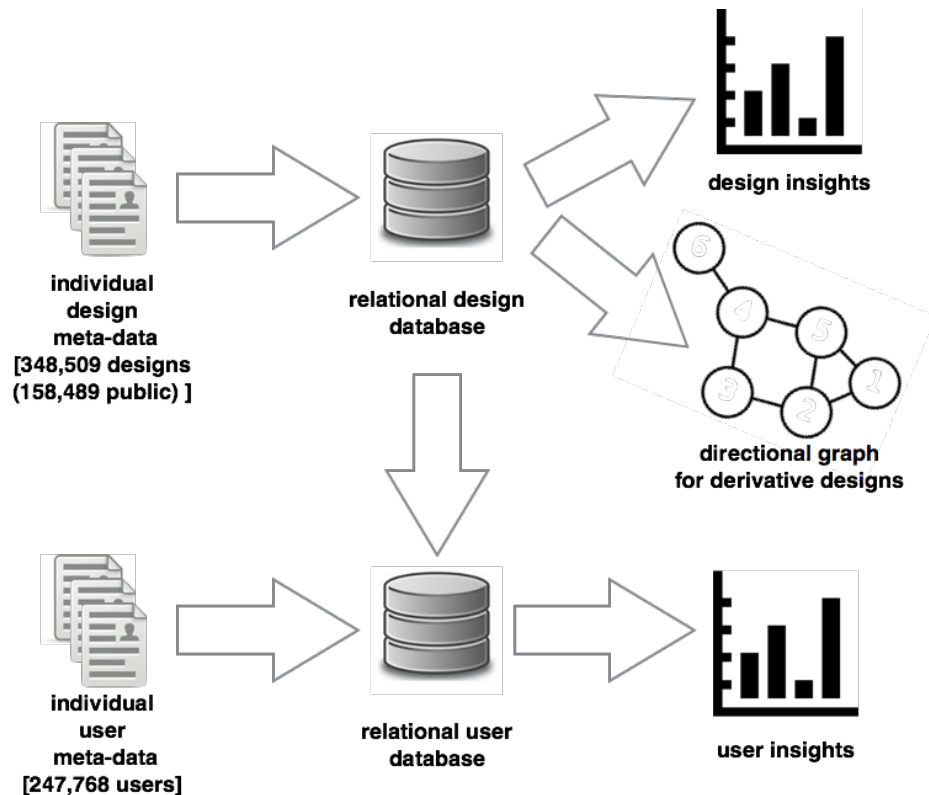 individual
design
meta-data
[348,509 designs
(158,489 public) ]
relational design
database
design insights
6
4
5
3
2
1
directional graph
for derivative designs
individual
user
meta-data
[247,768 users]
relational user
database
user insights